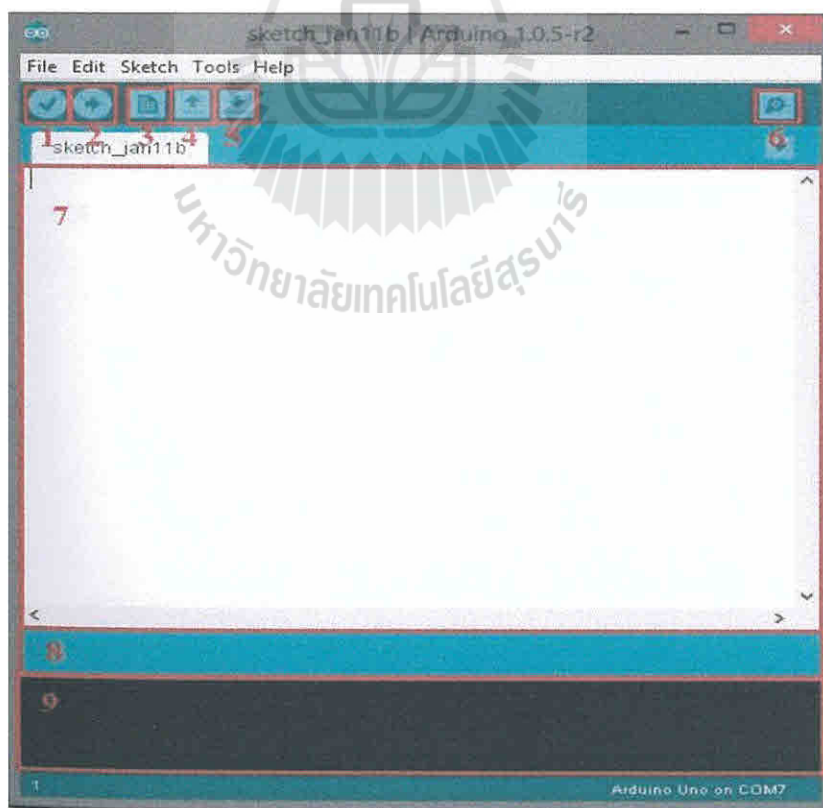 sketch_jan11b | Arduino 1.0.5-r2
File Edit Sketch Tools Help
1 2 3 4 5 6
sketch_jan11b
7
มหาวิทยาลัยเทคโนโลยีสุรนารี
8
9
1 Arduino Uno on COM7